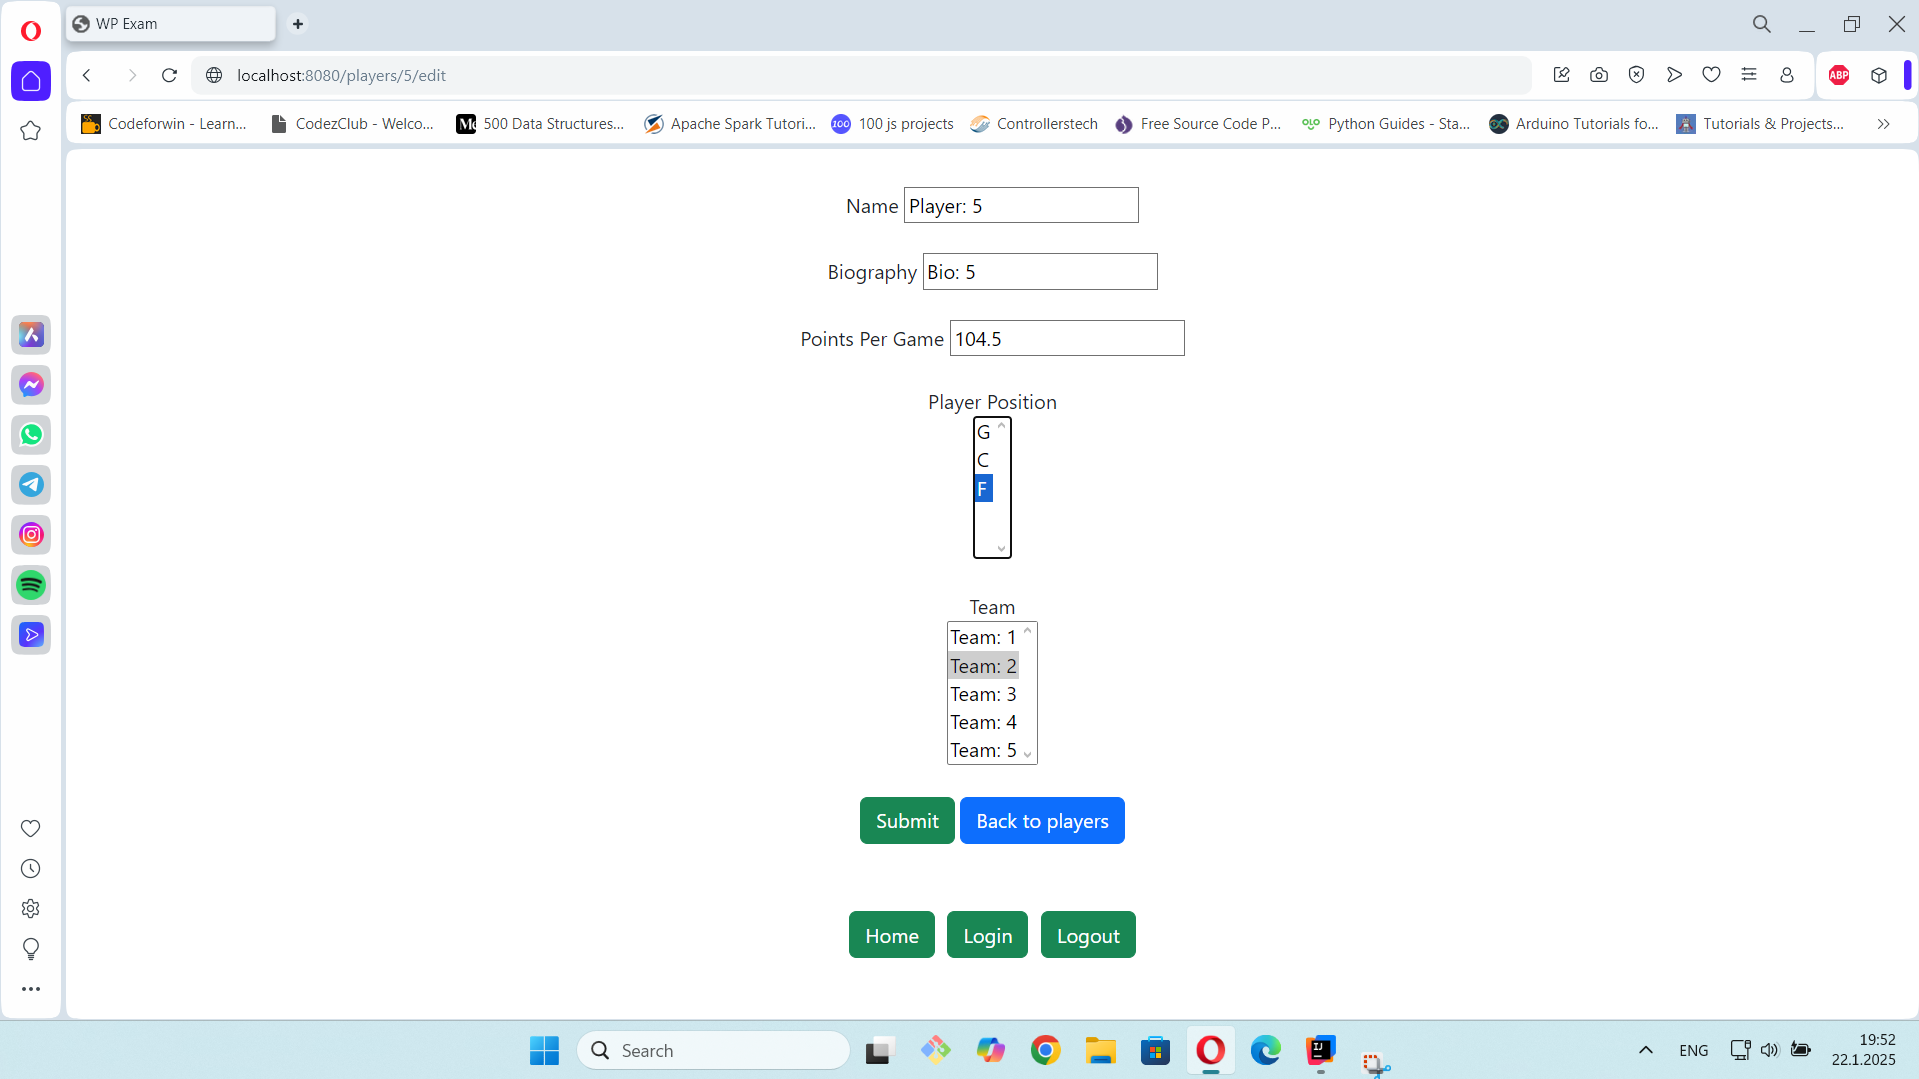 WP Exam
localhost:8080/players/5/edit
ABP
Codeforwin - Learn... CodezClub - Welco... 500 Data Structures... Apache Spark Tutori... 100 js projects Controllerstech Free Source Code P... Python Guides - Sta... Arduino Tutorials fo... Tutorials & Projects...
Name Player: 5
Biography Bio: 5
Points Per Game 104.5
Player Position
G
C
F
Team
Team: 1
Team: 2
Team: 3
Team: 4
Team: 5
Submit Back to players
Home Login Logout
Search
ENG
19:52
22.1.2025